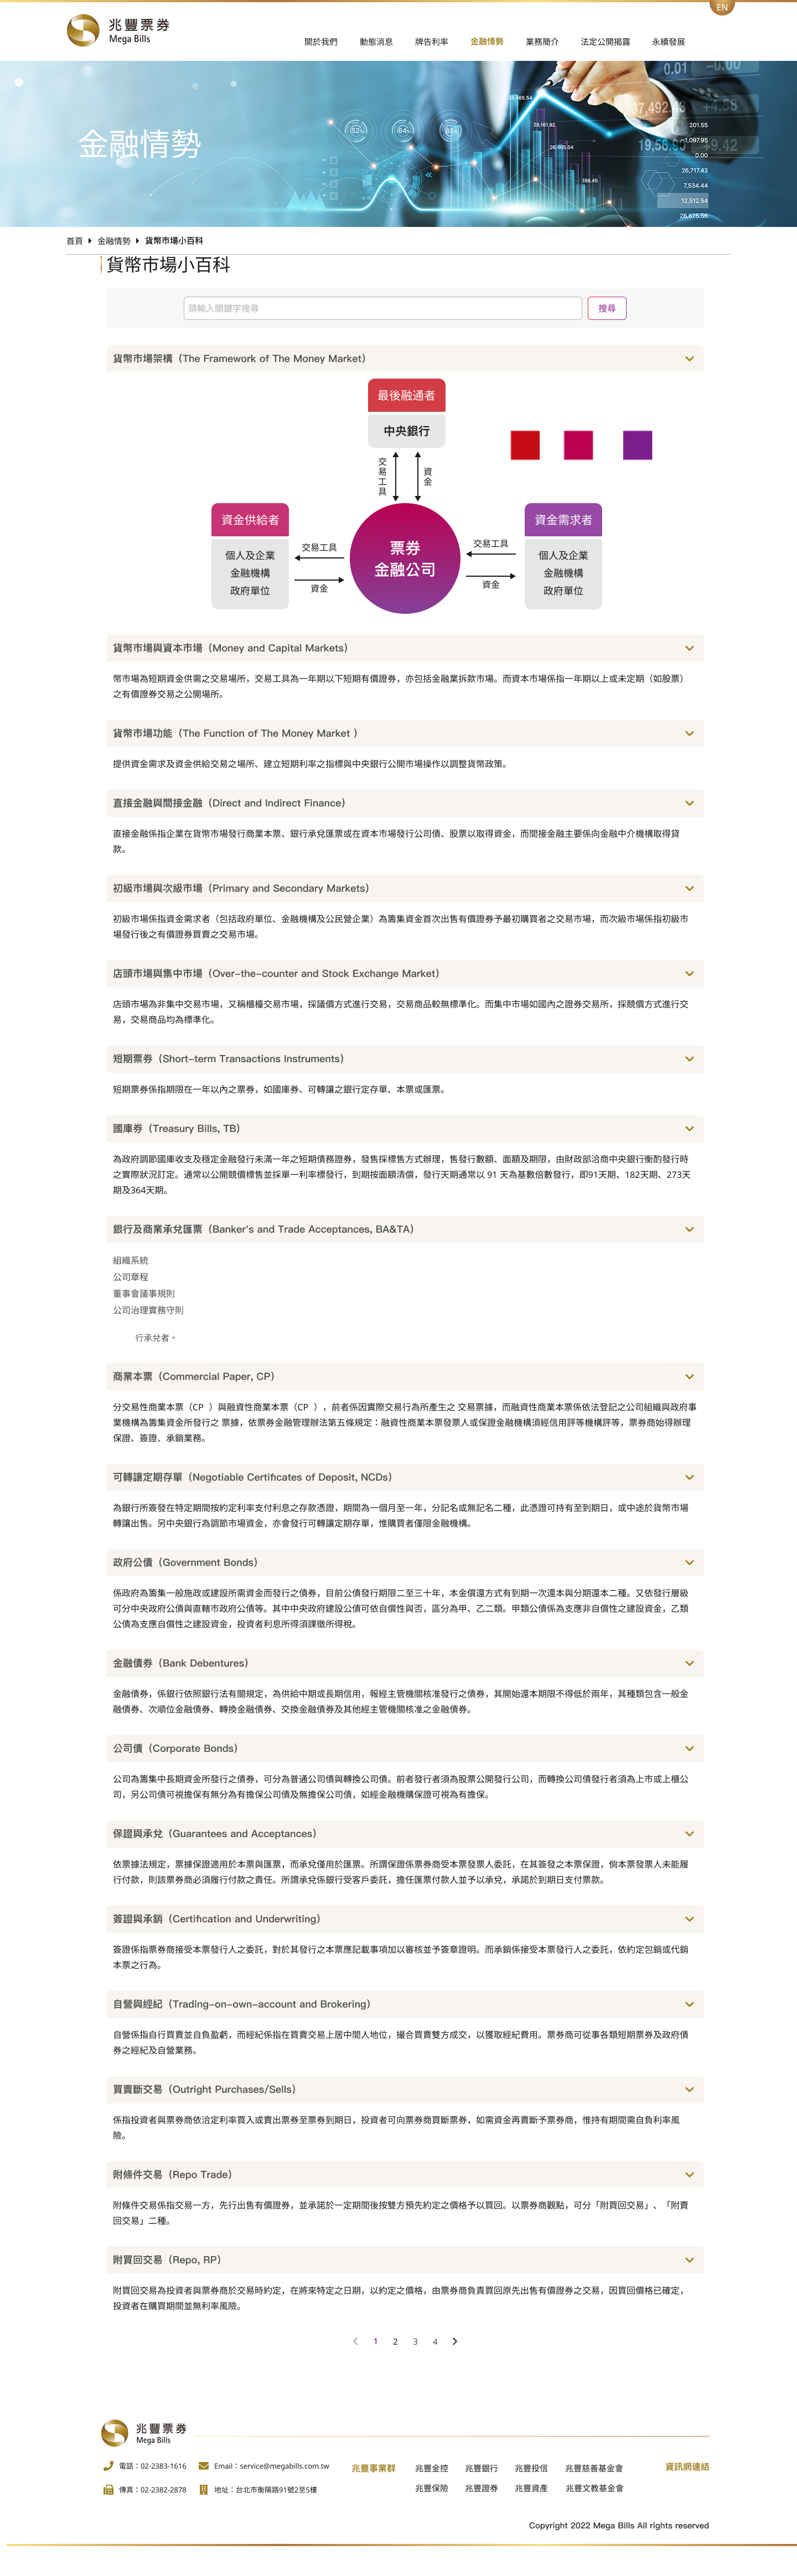 EN
兆豐票券
Mega Bills
關於我們 動態消息 牌告利率 金融情勢 業務簡介 法定公開揭露 永續發展
金融情勢
首頁 金融情勢 貨幣市場小百科
貨幣市場小百科
請輸入關鍵字搜尋 搜尋
貨幣市場架構（The Framework of The Money Market）
最後融通者
中央銀行
交易工具 資金
資金供給者
個人及企業
金融機構
政府單位
交易工具
資金
票券
金融公司
交易工具
資金
資金需求者
個人及企業
金融機構
政府單位
貨幣市場與資本市場（Money and Capital Markets）
幣市場為短期資金供需之交易場所，交易工具為一年期以下短期有價證券，亦包括金融業拆款市場。而資本市場係指一年期以上或未定期（如股票）
之有價證券交易之公開場所。
貨幣市場功能（The Function of The Money Market ）
提供資金需求及資金供給交易之場所、建立短期利率之指標與中央銀行公開市場操作以調整貨幣政策。
直接金融與間接金融（Direct and Indirect Finance）
直接金融係指企業在貨幣市場發行商業本票、銀行承兌匯票或在資本市場發行公司債、股票以取得資金，而間接金融主要係向金融中介機構取得貸
款。
初級市場與次級市場（Primary and Secondary Markets）
初級市場係指資金需求者（包括政府單位、金融機構及公民營企業）為籌集資金首次出售有價證券予最初購買者之交易市場，而次級市場係指初級市
場發行後之有價證券買賣之交易市場。
店頭市場與集中市場（Over-the-counter and Stock Exchange Market）
店頭市場為非集中交易市場，又稱櫃檯交易市場，採議價方式進行交易，交易商品較無標準化。而集中市場如國內之證券交易所，採競價方式進行交
易，交易商品均為標準化。
短期票券（Short-term Transactions Instruments）
短期票券係指期限在一年以內之票券，如國庫券、可轉讓之銀行定存單、本票或匯票。
國庫券（Treasury Bills, TB）
為政府調節國庫收支及穩定金融發行未滿一年之短期債務證券，發售採標售方式辦理，售發行數額、面額及期限，由財政部洽商中央銀行衡酌發行時
之實際狀況訂定。通常以公開競價標售並採單一利率標發行，到期按面額清償，發行天期通常以 91 天為基數倍數發行，即91天期、182天期、273天
期及364天期。
銀行及商業承兌匯票（Banker's and Trade Acceptances, BA&TA）
組織系統
公司章程
董事會議事規則
公司治理實務守則
行承兌者。
商業本票（Commercial Paper, CP）
分交易性商業本票（CP ）與融資性商業本票（CP ），前者係因實際交易行為所產生之 交易票據，而融資性商業本票係依法登記之公司組織與政府事
業機構為籌集資金所發行之 票據，依票券金融管理辦法第五條規定：融資性商業本票發票人或保證金融機構須經信用評等機構評等，票券商始得辦理
保證、簽證、承銷業務。
可轉讓定期存單（Negotiable Certificates of Deposit, NCDs）
為銀行所簽發在特定期間按約定利率支付利息之存款憑證，期間為一個月至一年，分記名或無記名二種，此憑證可持有至到期日，或中途於貨幣市場
轉讓出售。另中央銀行為調節市場資金，亦會發行可轉讓定期存單，惟購買者僅限金融機構。
政府公債（Government Bonds）
係政府為籌集一般施政或建設所需資金而發行之債券，目前公債發行期限二至三十年，本金償還方式有到期一次還本與分期還本二種。又依發行層級
可分中央政府公債與直轄市政府公債等。其中中央政府建設公債可依自償性與否，區分為甲、乙二類。甲類公債係為支應非自償性之建設資金，乙類
公債為支應自償性之建設資金，投資者利息所得須課徵所得稅。
金融債券（Bank Debentures）
金融債券，係銀行依照銀行法有關規定，為供給中期或長期信用，報經主管機關核准發行之債券，其開始還本期限不得低於兩年，其種類包含一般金
融債券、次順位金融債券、轉換金融債券、交換金融債券及其他經主管機關核准之金融債券。
公司債（Corporate Bonds）
公司為籌集中長期資金所發行之債券，可分為普通公司債與轉換公司債。前者發行者須為股票公開發行公司，而轉換公司債發行者須為上市或上櫃公
司，另公司債可視擔保有無分為有擔保公司債及無擔保公司債，如經金融機購保證可視為有擔保。
保證與承兌（Guarantees and Acceptances）
依票據法規定，票據保證適用於本票與匯票，而承兌僅用於匯票。所謂保證係票券商受本票發票人委託，在其簽發之本票保證，倘本票發票人未能履
行付款，則該票券商必須履行付款之責任。所謂承兌係銀行受客戶委託，擔任匯票付款人並予以承兌，承諾於到期日支付票款。
簽證與承銷（Certification and Underwriting）
簽證係指票券商接受本票發行人之委託，對於其發行之本票應記載事項加以審核並予簽章證明。而承銷係接受本票發行人之委託，依約定包銷或代銷
本票之行為。
自營與經紀（Trading-on-own-account and Brokering）
自營係指自行買賣並自負盈虧，而經紀係指在買賣交易上居中間人地位，撮合買賣雙方成交，以獲取經紀費用。票券商可從事各類短期票券及政府債
券之經紀及自營業務。
買賣斷交易（Outright Purchases/Sells）
係指投資者與票券商依洽定利率買入或賣出票券至票券到期日，投資者可向票券商買斷票券，如需資金再賣斷予票券商，惟持有期間需自負利率風
險。
附條件交易（Repo Trade）
附條件交易係指交易一方，先行出售有價證券，並承諾於一定期間後按雙方預先約定之價格予以買回。以票券商觀點，可分「附買回交易」、「附賣
回交易」二種。
附買回交易（Repo, RP）
附買回交易為投資者與票券商於交易時約定，在將來特定之日期，以約定之價格，由票券商負責買回原先出售有價證券之交易，因買回價格已確定，
投資者在購買期間並無利率風險。
1 2 3 4
兆豐票券
Mega Bills
電話：02-2383-1616 Email：service@megabills.com.tw 兆豐事業群 兆豐金控 兆豐銀行 兆豐投信 兆豐慈善基金會 資訊網連結
傳真：02-2382-2878 地址：台北市衡陽路91號2至5樓 兆豐保險 兆豐證券 兆豐資產 兆豐文教基金會
Copyright 2022 Mega Bills All rights reserved